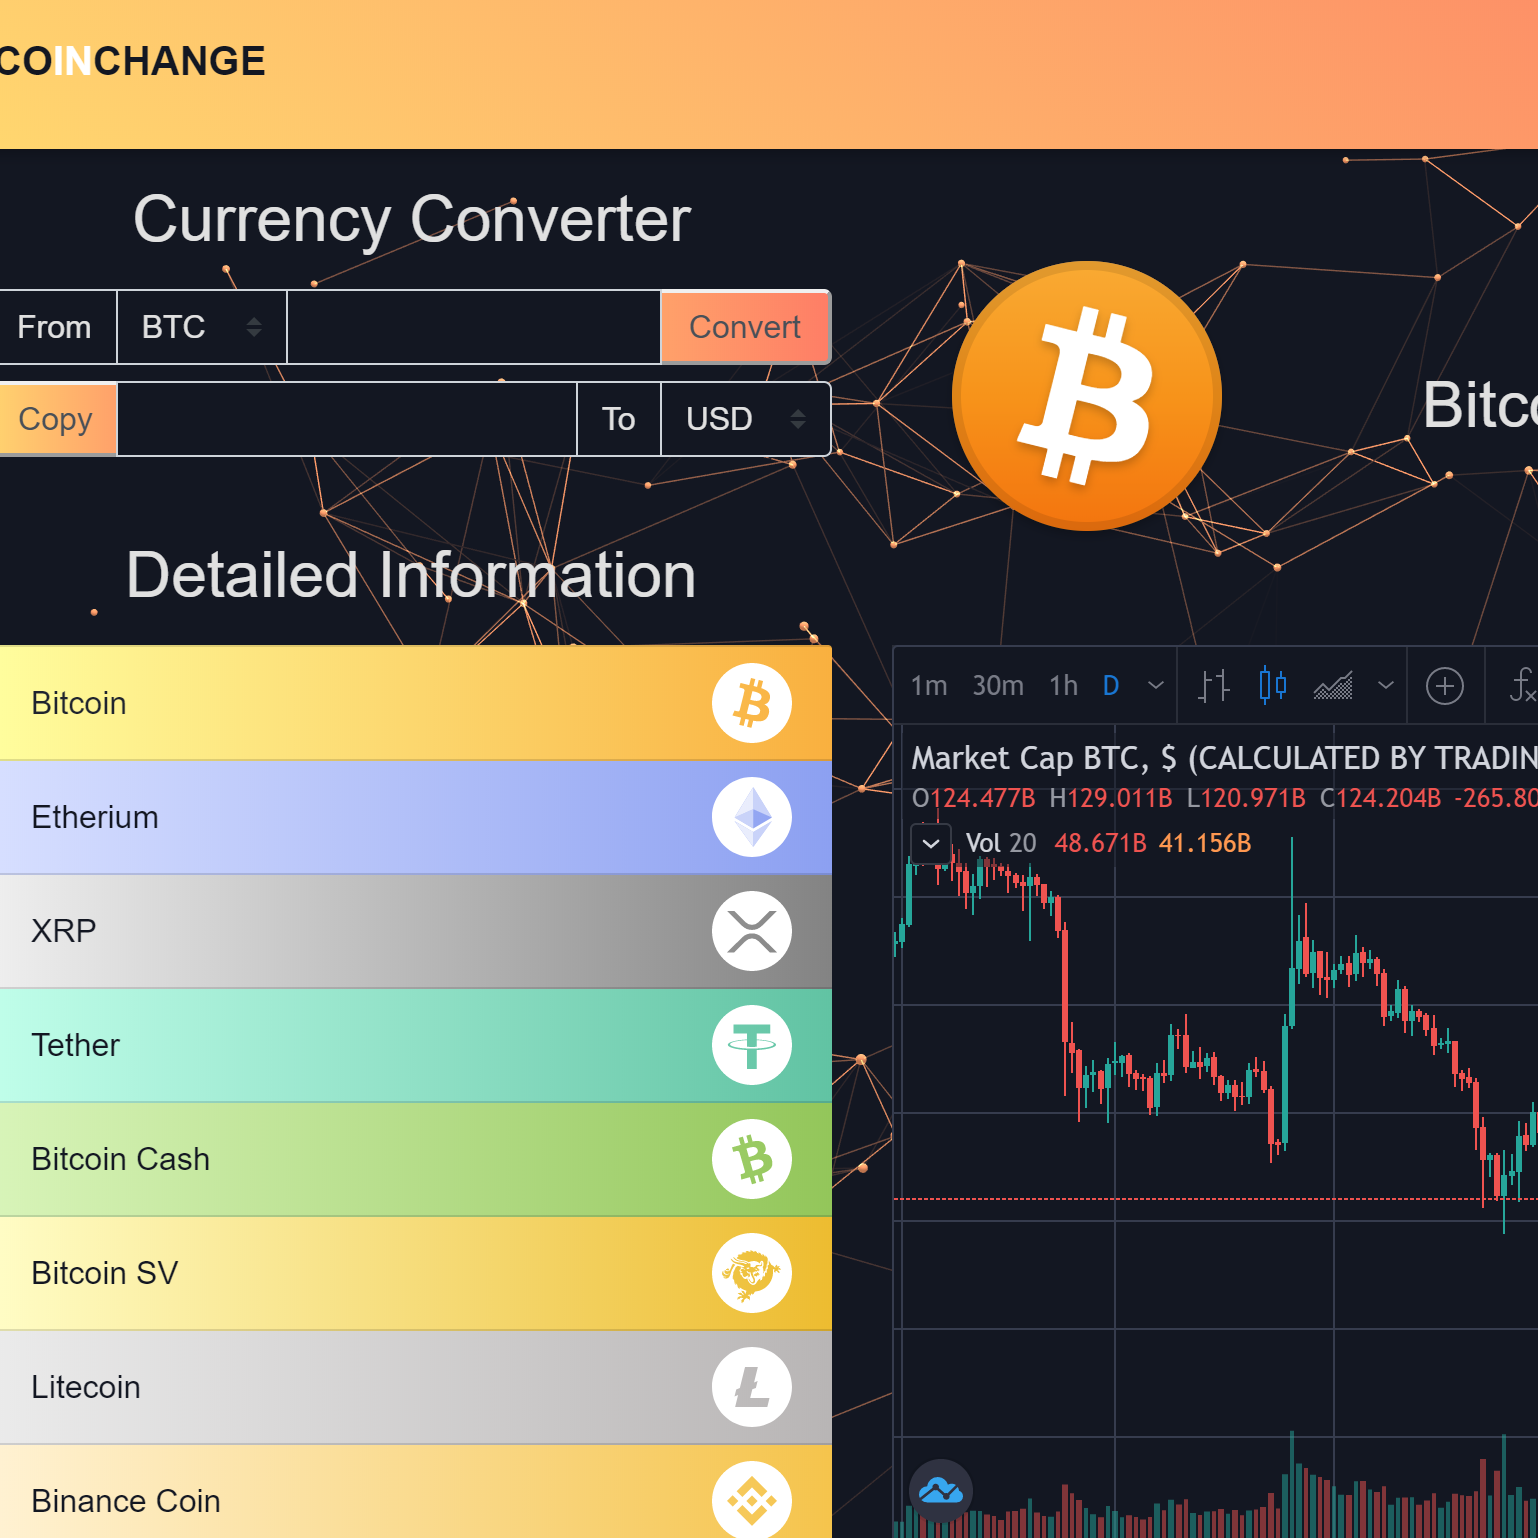 COINCHANGE
Currency Converter
From BTC Convert
Copy To USD
Detailed Information
Bitcoin
Etherium
XRP
Tether
Bitcoin Cash
Bitcoin SV
Litecoin
Binance Coin
Bitco
1m 30m 1h D
Market Cap BTC, $ (CALCULATED BY TRADIN
O124.477B H129.011B L120.971B C124.204B -265.80
Vol 20 48.671B 41.156B